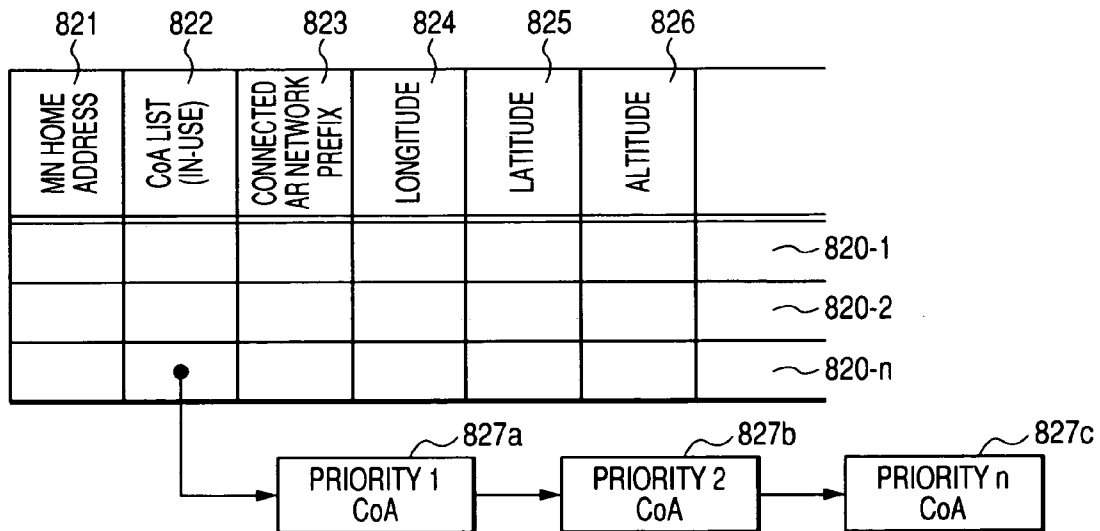 821 822 823 824 825 826
MN HOME
ADDRESS
CoA LIST
(IN-USE)
CONNECTED
AR NETWORK
PREFIX
LONGITUDE
LATITUDE
ALTITUDE
820-1
820-2
820-n
827a 827b 827c
PRIORITY 1
CoA
PRIORITY 2
CoA
PRIORITY n
CoA